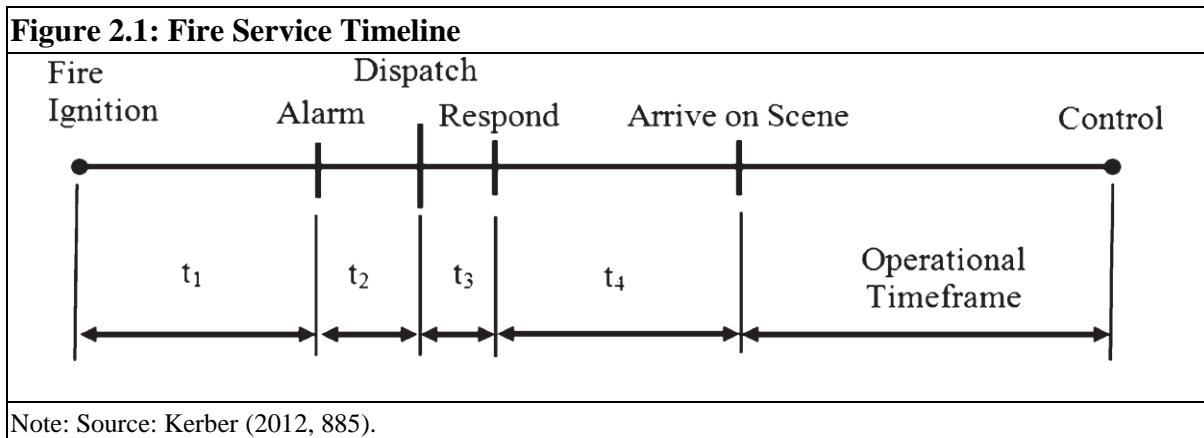 Figure 2.1: Fire Service Timeline
Fire
Ignition
Alarm
Dispatch
Respond
Arrive on Scene
Control
t₁
t₂
t₃
t₄
Operational
Timeframe
Note: Source: Kerber (2012, 885).